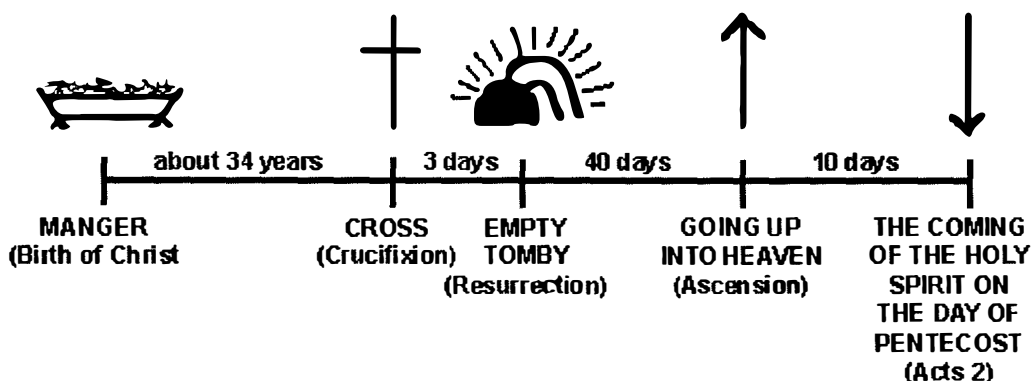 about 34 years
3 days
40 days
10 days
MANGER
(Birth of Christ
CROSS
(Crucifixion)
EMPTY
TOMBY
(Resurrection)
GOING UP
INTO HEAVEN
(Ascension)
THE COMING
OF THE HOLY
SPIRIT ON
THE DAY OF
PENTECOST
(Acts 2)